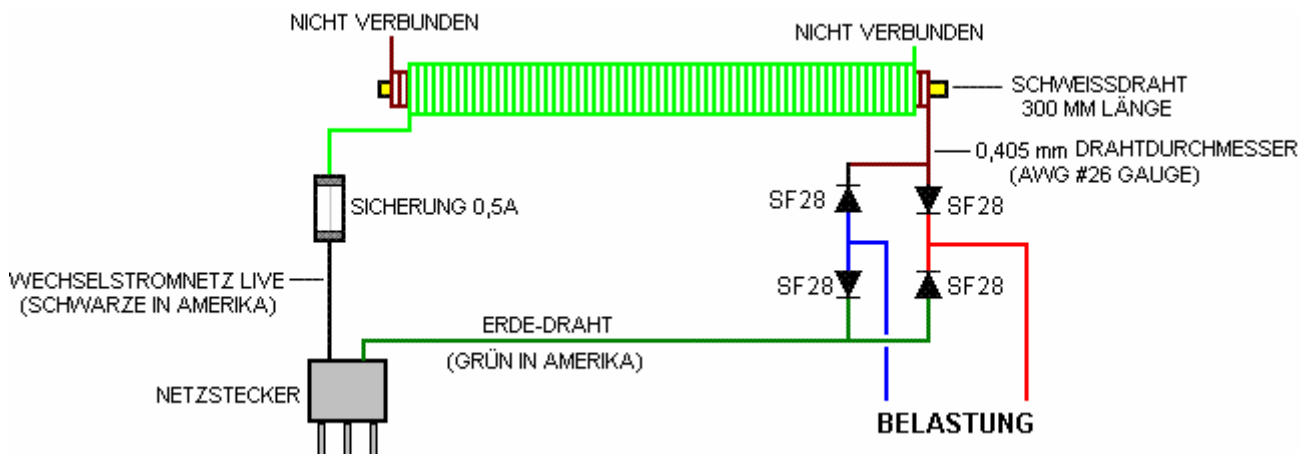 NICHT VERBUNDEN
NICHT VERBUNDEN
SCHWEISSDRAHT
300 MM LÄNGE
0,405 mm DRAHTDURCHMESSER
(AWG #26 GAUGE)
SF28
SF28
SICHERUNG 0,5A
WECHSELSTROMNETZ LIVE
(SCHWARZE IN AMERIKA)
SF28
SF28
ERDE-DRAHT
(GRÜN IN AMERIKA)
NETZSTECKER
BELASTUNG